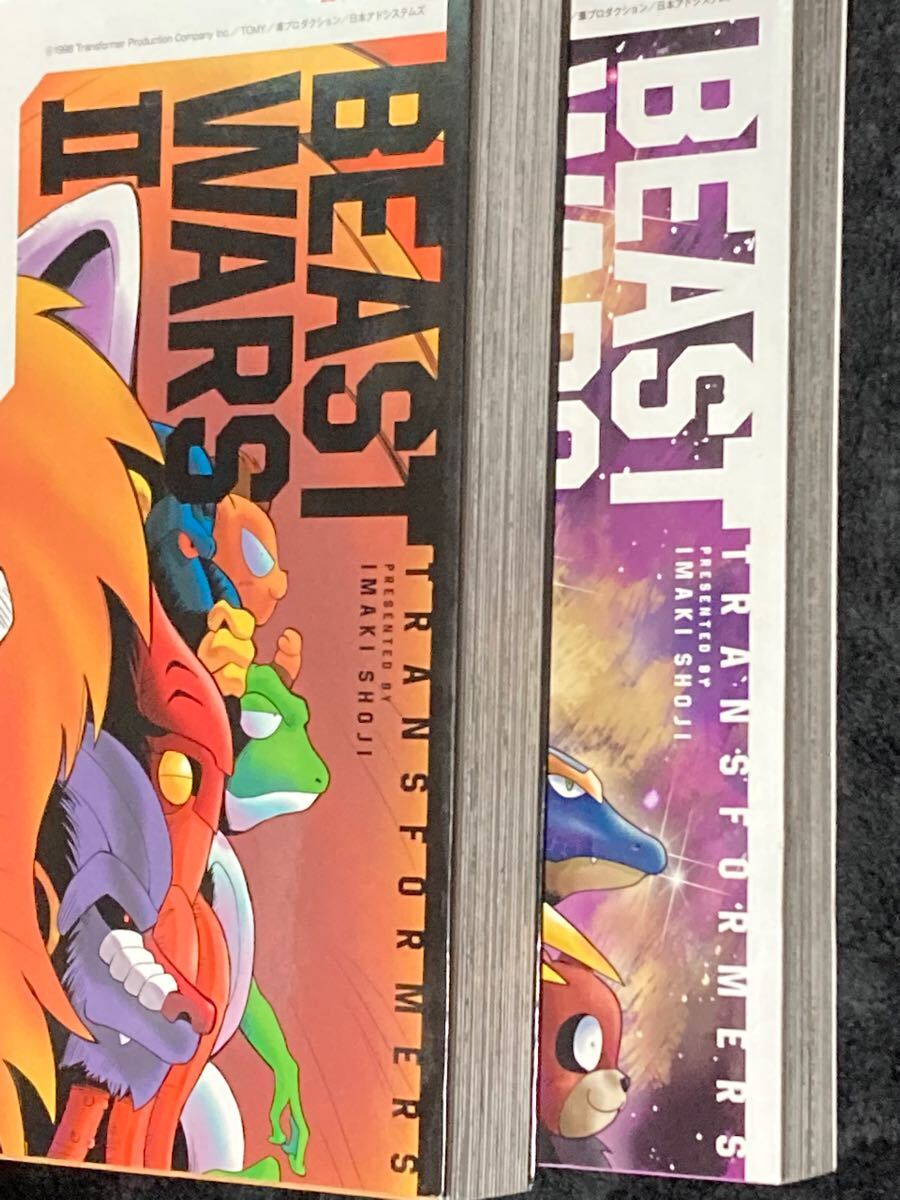 ©1998 Transformer Production Company Inc.／TOMY／葦プロダクション／日本アドシステムズ
BEAST
WARS
II
TRANSFORMERS
PRESENTED BY
IMAKI SHOJI
／葦プロダクション／日本アドシステムズ
BEAST
WARS
TRANSFORMERS
PRESENTED BY
IMAKI SHOJI